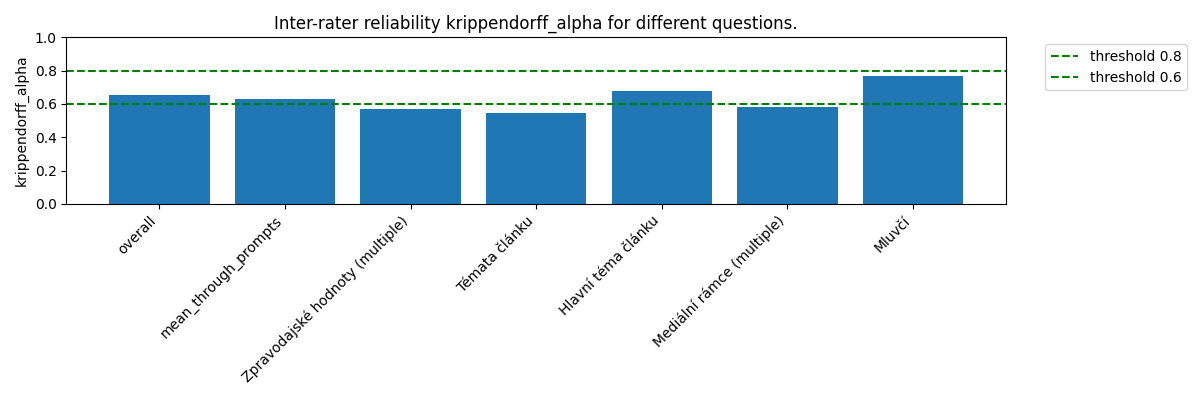 Inter-rater reliability krippendorff_alpha for different questions.
krippendorff_alpha
1.0
0.8
0.6
0.4
0.2
0.0
overall
mean_through_prompts
Zpravodajské hodnoty (multiple)
Témata článku
Hlavní téma článku
Mediální rámce (multiple)
Mluvčí
threshold 0.8
threshold 0.6